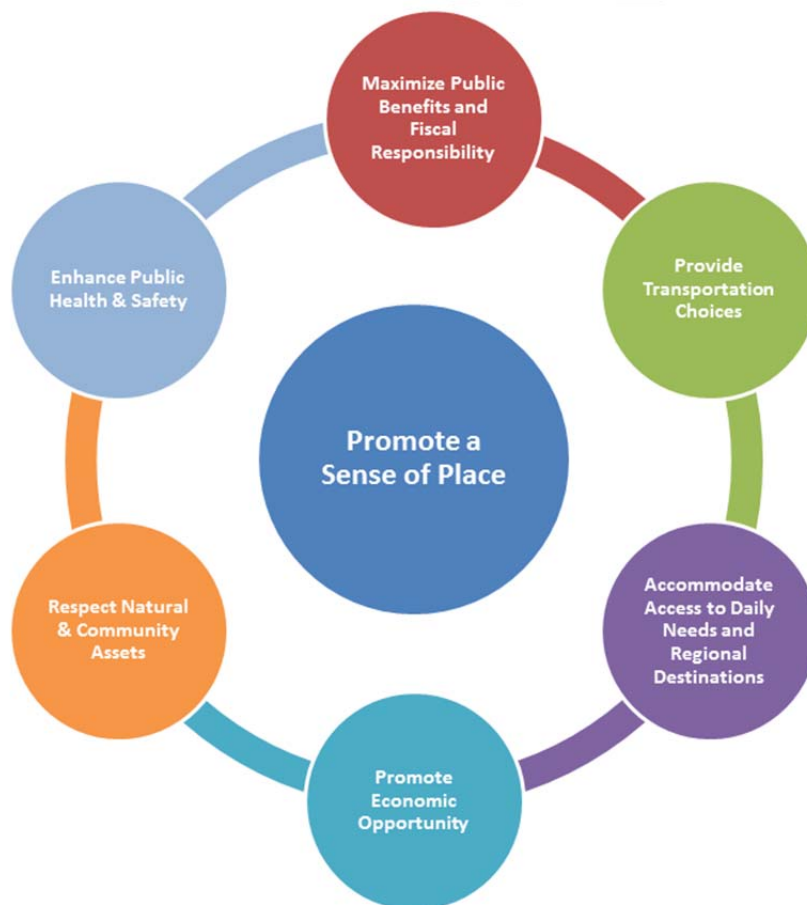 Maximize Public
Benefits and
Fiscal
Responsibility
Provide
Transportation
Choices
Accommodate
Access to Daily
Needs and
Regional
Destinations
Promote
Economic
Opportunity
Respect Natural
& Community
Assets
Enhance Public
Health & Safety
Promote a
Sense of Place